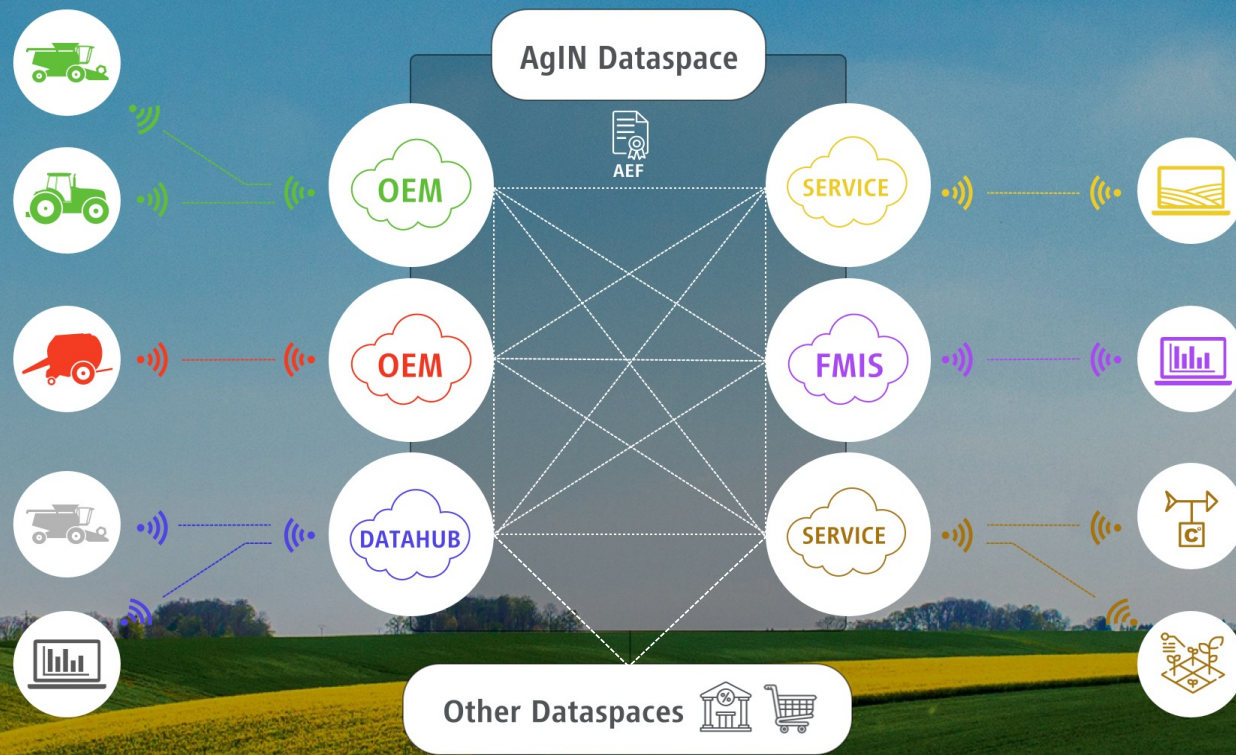 AgIN Dataspace
AEF
OEM
SERVICE
OEM
FMIS
DATAHUB
SERVICE
C°
Other Dataspaces
%